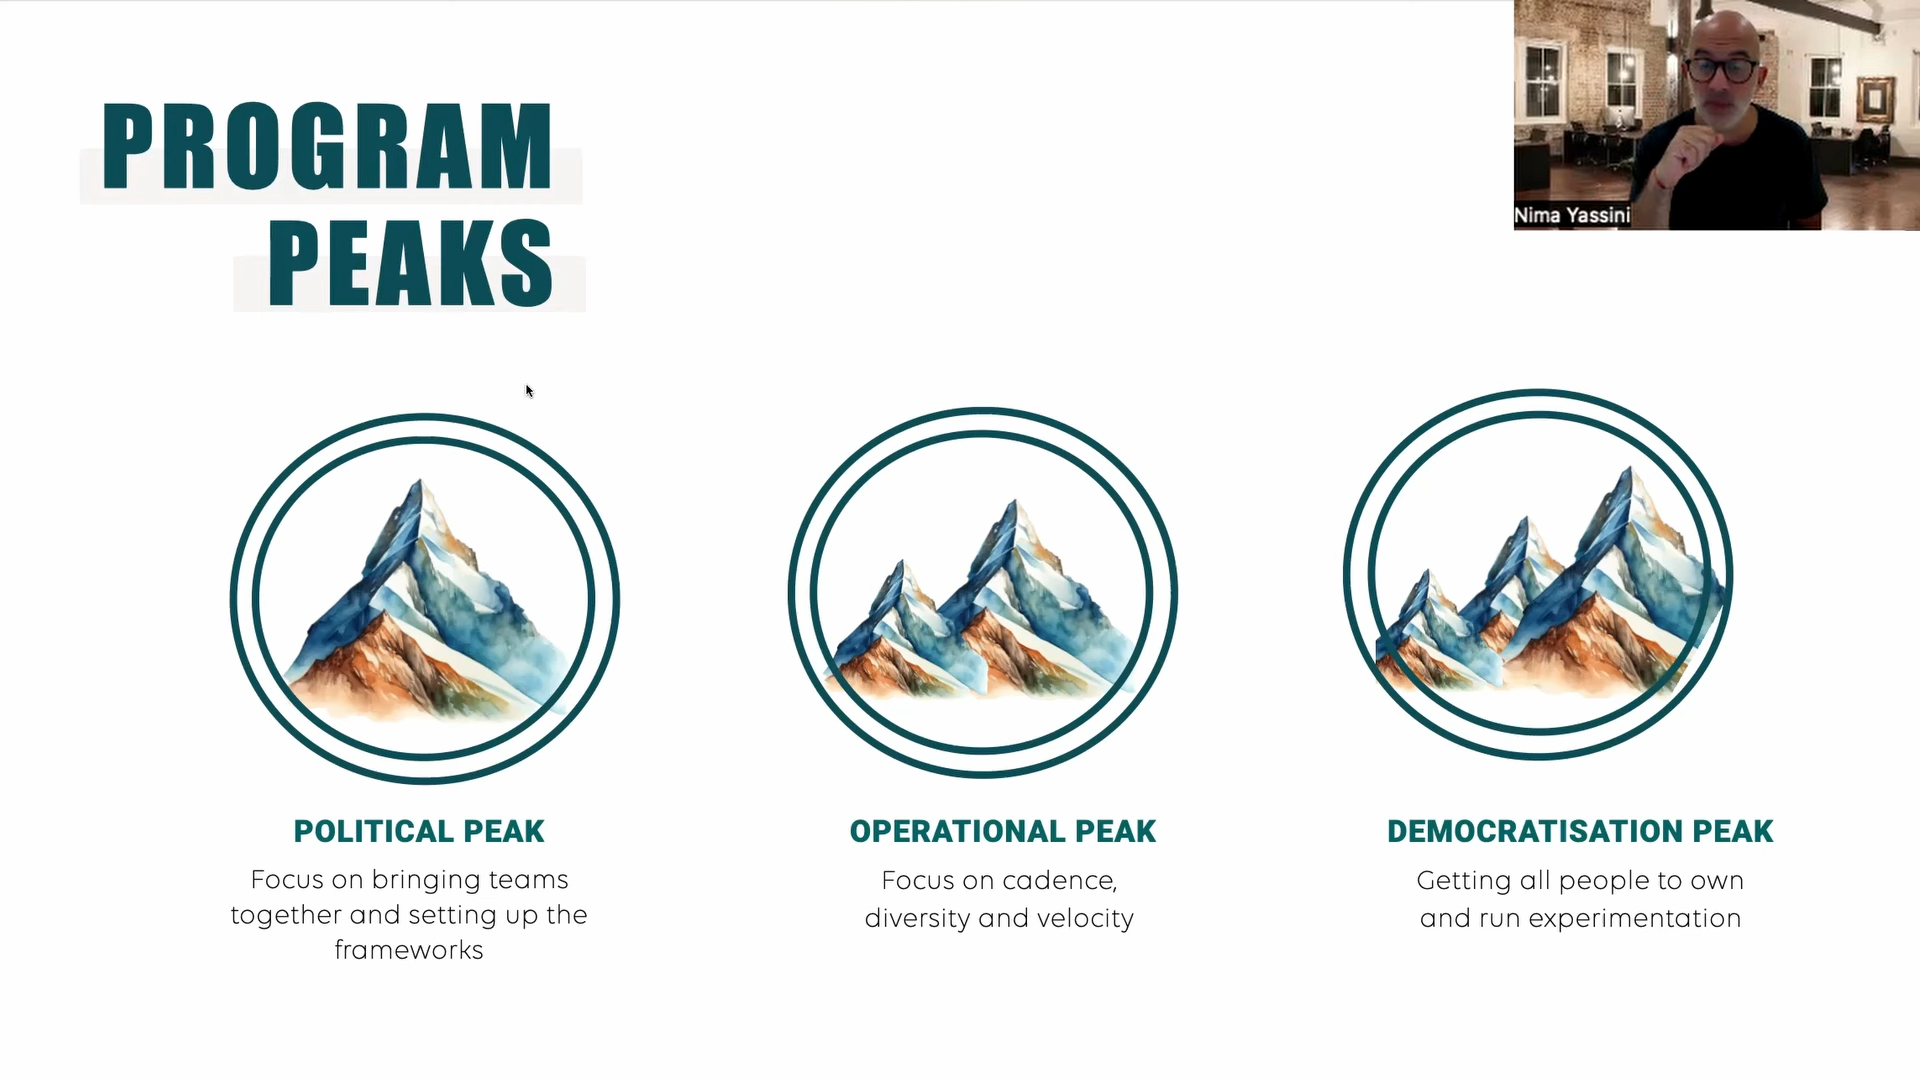 PROGRAM
PEAKS
Nima Yassini
POLITICAL PEAK
Focus on bringing teams
together and setting up the
frameworks
OPERATIONAL PEAK
Focus on cadence,
diversity and velocity
DEMOCRATISATION PEAK
Getting all people to own
and run experimentation